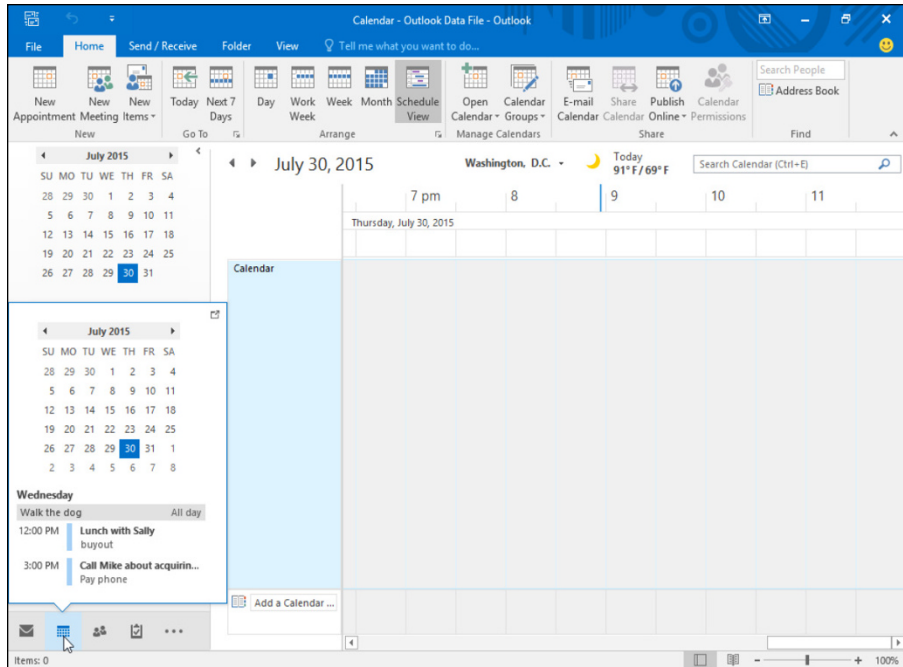 Calendar - Outlook Data File - Outlook
File Home Send / Receive Folder View Tell me what you want to do...
New Appointment
New Meeting
New Items
Today
Next 7 Days
Day
Work Week
Week
Month
Schedule View
Open Calendar
Calendar Groups
E-mail Calendar
Share Calendar
Publish Online
Calendar Permissions
Search People
Address Book
New Go To Arrange Manage Calendars Share Find
July 2015
SU MO TU WE TH FR SA
28 29 30 1 2 3 4
5 6 7 8 9 10 11
12 13 14 15 16 17 18
19 20 21 22 23 24 25
26 27 28 29 30 31
July 30, 2015
Washington, D.C.
Today
91° F / 69° F
Search Calendar (Ctrl+E)
7 pm 8 9 10 11
Thursday, July 30, 2015
Calendar
July 2015
SU MO TU WE TH FR SA
28 29 30 1 2 3 4
5 6 7 8 9 10 11
12 13 14 15 16 17 18
19 20 21 22 23 24 25
26 27 28 29 30 31 1
2 3 4 5 6 7 8
Wednesday
Walk the dog All day
12:00 PM Lunch with Sally
buyout
3:00 PM Call Mike about acquirin...
Pay phone
Add a Calendar ...
Items: 0
100%